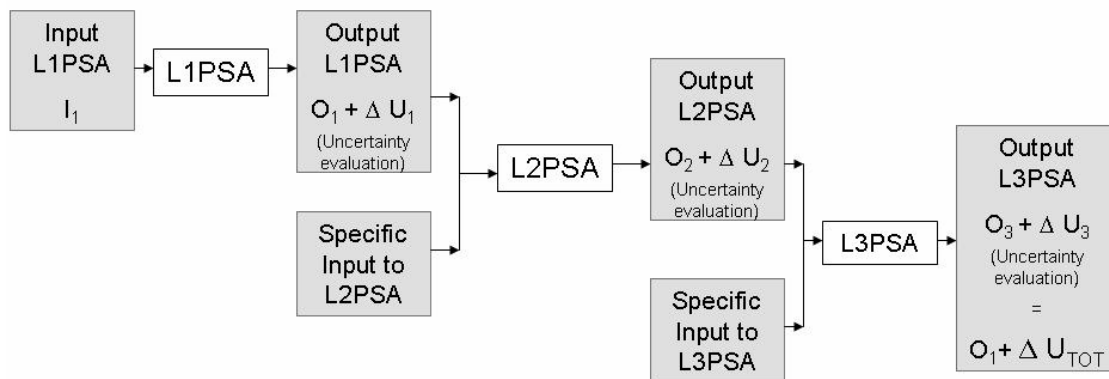 Input
L1PSA
I₁
L1PSA
Output
L1PSA
O₁ + Δ U₁
(Uncertainty
evaluation)
Specific
Input to
L2PSA
L2PSA
Output
L2PSA
O₂ + Δ U₂
(Uncertainty
evaluation)
Specific
Input to
L3PSA
L3PSA
Output
L3PSA
O₃ + Δ U₃
(Uncertainty
evaluation)
=
O₁ + Δ U_TOT